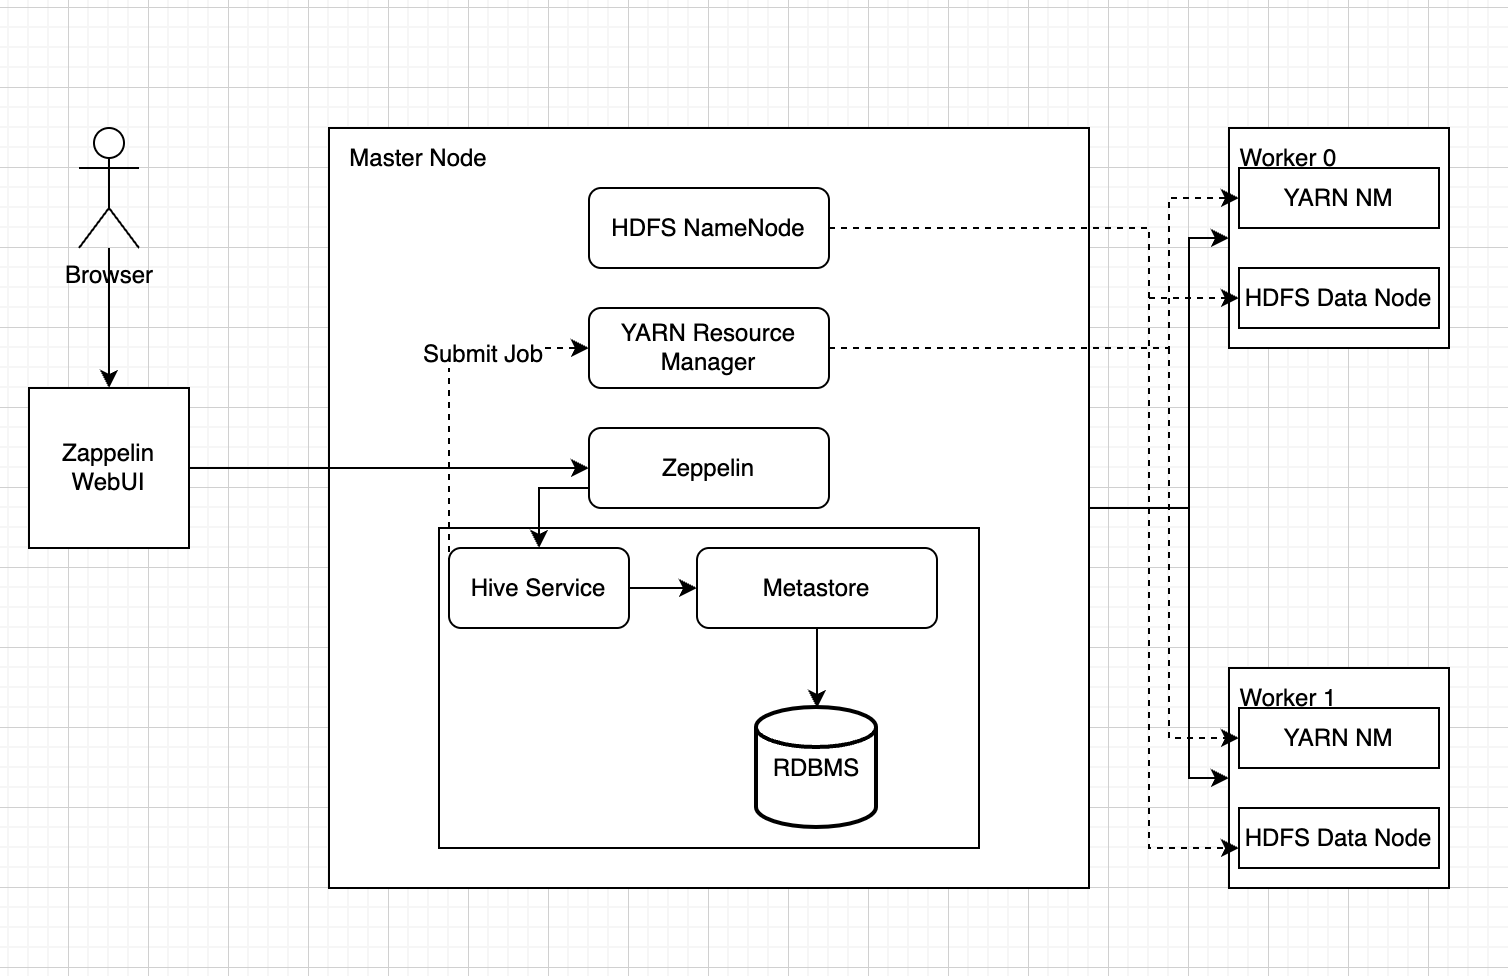 Browser
Zappelin
WebUI
Master Node
HDFS NameNode
Submit Job
YARN Resource
Manager
Zeppelin
Hive Service
Metastore
RDBMS
Worker 0
YARN NM
HDFS Data Node
Worker 1
YARN NM
HDFS Data Node